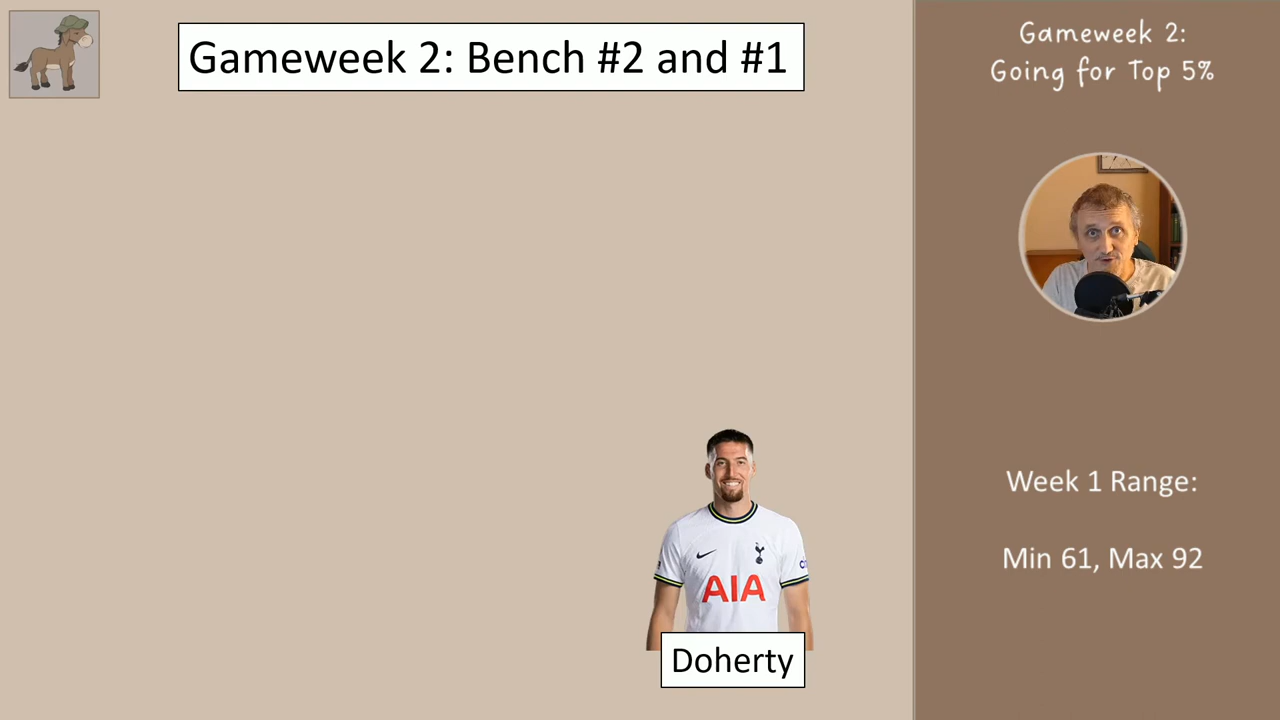 Gameweek 2: Bench #2 and #1
Gameweek 2:
Going for Top 5%
Week 1 Range:
Min 61, Max 92
AIA
Doherty